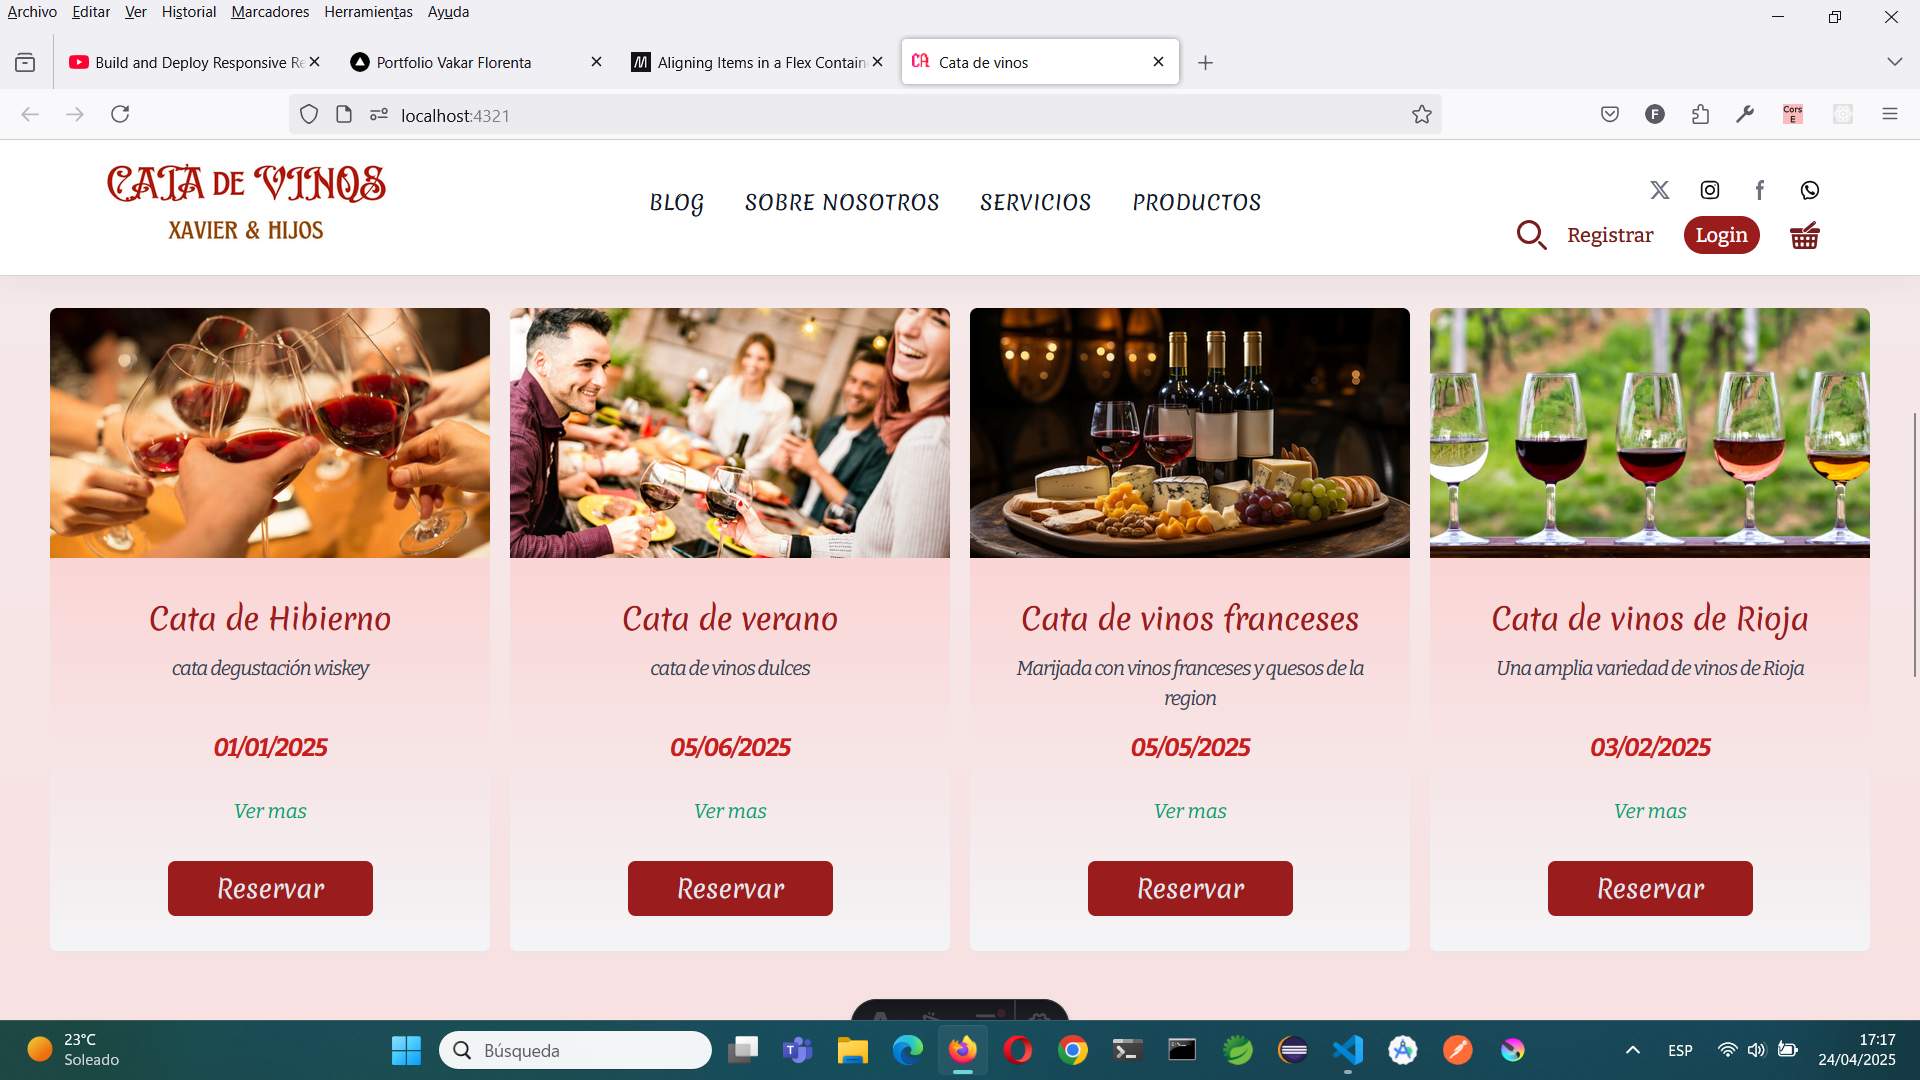 Archivo Editar Ver Historial Marcadores Herramientas Ayuda
Build and Deploy Responsive Re
Portfolio Vakar Florenta
Aligning Items in a Flex Contain
CA Cata de vinos
localhost:4321
F
Cors
E
CATA DE VINOS
XAVIER & HIJOS
BLOG SOBRE NOSOTROS SERVICIOS PRODUCTOS
Registrar Login
Cata de Hibierno
cata degustación wiskey
01/01/2025
Ver mas
Reservar
Cata de verano
cata de vinos dulces
05/06/2025
Ver mas
Reservar
Cata de vinos franceses
Marijada con vinos franceses y quesos de la
region
05/05/2025
Ver mas
Reservar
Cata de vinos de Rioja
Una amplia variedad de vinos de Rioja
03/02/2025
Ver mas
Reservar
23°C
Soleado
Búsqueda
ESP
17:17
24/04/2025